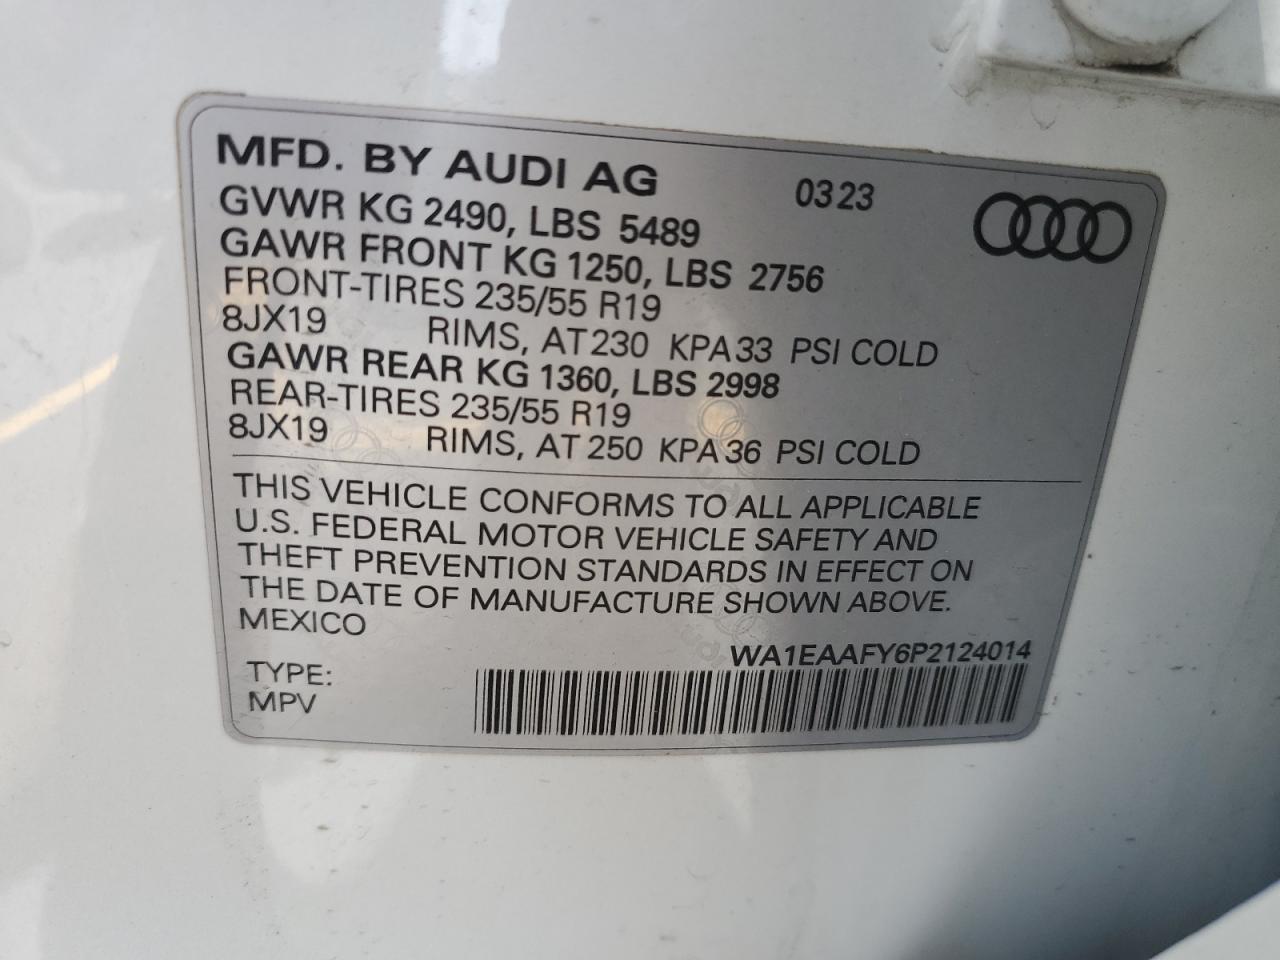 MFD. BY AUDI AG 0323
GVWR KG 2490, LBS 5489
GAWR FRONT KG 1250, LBS 2756
FRONT-TIRES 235/55 R19
8JX19 RIMS, AT 230 KPA 33 PSI COLD
GAWR REAR KG 1360, LBS 2998
REAR-TIRES 235/55 R19
8JX19 RIMS, AT 250 KPA 36 PSI COLD
THIS VEHICLE CONFORMS TO ALL APPLICABLE
U.S. FEDERAL MOTOR VEHICLE SAFETY AND
THEFT PREVENTION STANDARDS IN EFFECT ON
THE DATE OF MANUFACTURE SHOWN ABOVE.
MEXICO
WA1EAAFY6P2124014
TYPE:
MPV